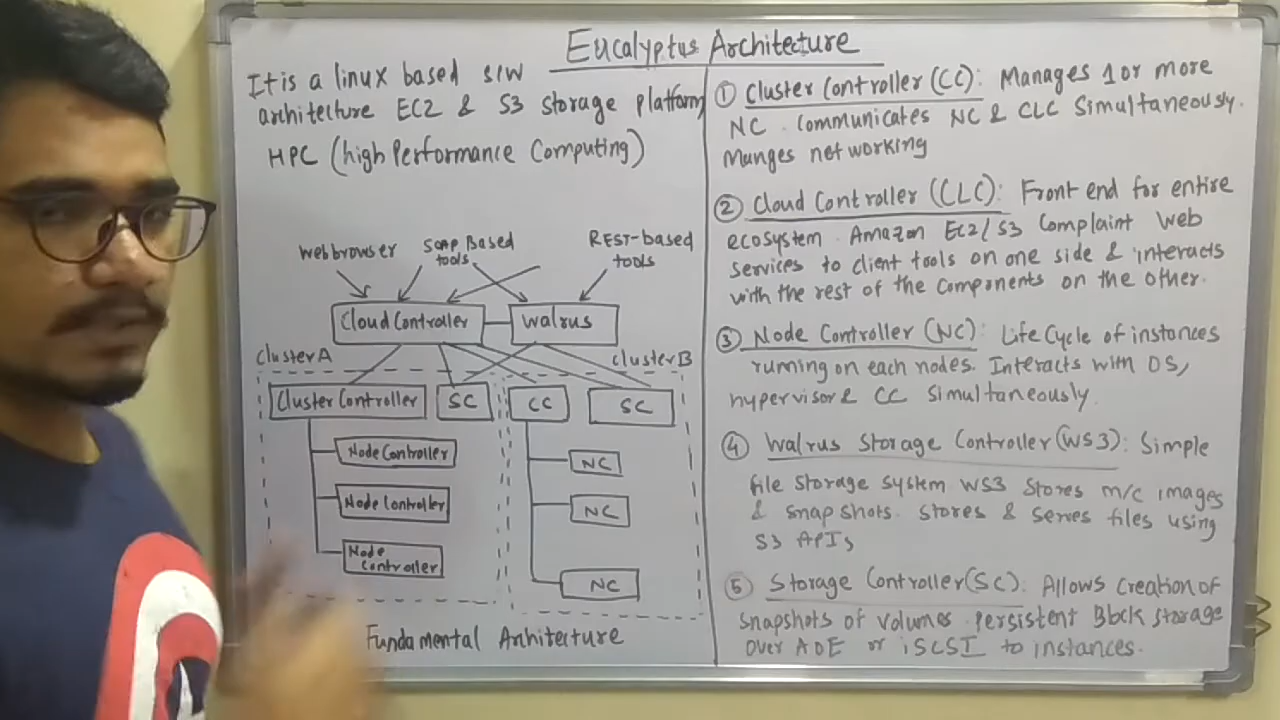 Eucalyptus Architecture
It is a linux based S/W
architecture EC2 & S3 storage platform,
HPC (high Performance Computing)
webbrowser
SOAP Based
tools
REST-based
tools
Cloud Controller
walrus
cluster A
cluster B
Cluster Controller
SC
CC
SC
Node Controller
Node Controller
Node
Controller
NC
NC
NC
Fundamental Arhitecture
① Cluster Controller (CC): Manages 1 or more
NC. Communicates NC & CLC Simultaneously.
Manges networking
② Cloud Controller (CLC): Front end for entire
ecosystem. Amazon EC2/S3 Complaint Web
Services to client tools on one side & interacts
with the rest of the Components on the other.
③ Node Controller (NC): Life Cycle of instances
running on each nodes. Interacts with OS,
hypervisor & CC Simultaneously.
④ Walrus Storage Controller (WS3): Simple
file Storage system WS3 Stores m/c images
& snapshots. Stores & serves files using
S3 APIs
⑤ Storage Controller (SC): Allows Creation of
snapshots of volumes. persistent Block Storage
over AOE or iSCSI to instances.